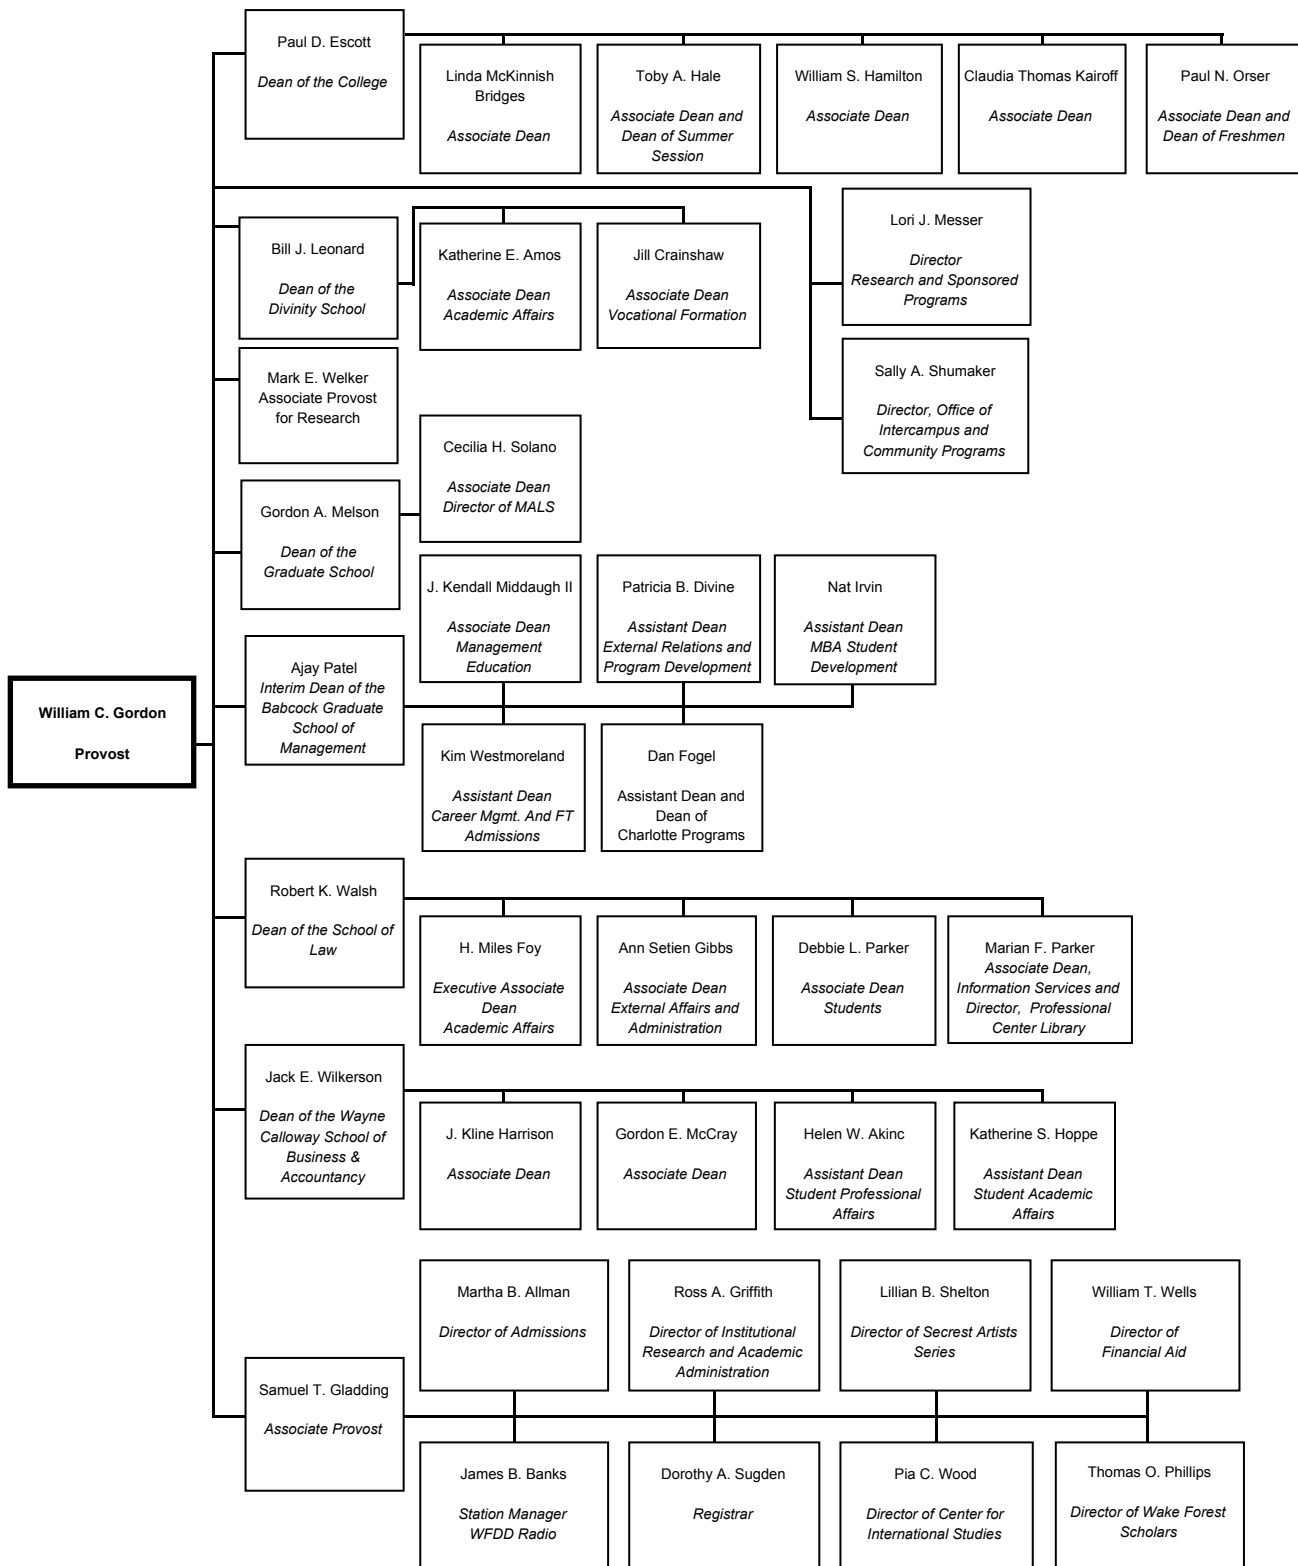 Paul D. Escott
Dean of the College
Linda McKinnish
Bridges
Associate Dean
Toby A. Hale
Associate Dean and
Dean of Summer
Session
William S. Hamilton
Associate Dean
Claudia Thomas Kairoff
Associate Dean
Paul N. Orser
Associate Dean and
Dean of Freshmen
Lori J. Messer
Director
Research and Sponsored
Programs
Bill J. Leonard
Dean of the
Divinity School
Katherine E. Amos
Associate Dean
Academic Affairs
Jill Crainshaw
Associate Dean
Vocational Formation
Sally A. Shumaker
Director, Office of
Intercampus and
Community Programs
Mark E. Welker
Associate Provost
for Research
Cecilia H. Solano
Associate Dean
Director of MALS
Gordon A. Melson
Dean of the
Graduate School
J. Kendall Middaugh II
Associate Dean
Management
Education
Patricia B. Divine
Assistant Dean
External Relations and
Program Development
Nat Irvin
Assistant Dean
MBA Student
Development
Ajay Patel
Interim Dean of the
Babcock Graduate
School of
Management
William C. Gordon
Provost
Kim Westmoreland
Assistant Dean
Career Mgmt. And FT
Admissions
Dan Fogel
Assistant Dean and
Dean of
Charlotte Programs
Robert K. Walsh
Dean of the School of
Law
H. Miles Foy
Executive Associate
Dean
Academic Affairs
Ann Setien Gibbs
Associate Dean
External Affairs and
Administration
Debbie L. Parker
Associate Dean
Students
Marian F. Parker
Associate Dean,
Information Services and
Director, Professional
Center Library
Jack E. Wilkerson
Dean of the Wayne
Calloway School of
Business &
Accountancy
J. Kline Harrison
Associate Dean
Gordon E. McCray
Associate Dean
Helen W. Akinc
Assistant Dean
Student Professional
Affairs
Katherine S. Hoppe
Assistant Dean
Student Academic
Affairs
Martha B. Allman
Director of Admissions
Ross A. Griffith
Director of Institutional
Research and Academic
Administration
Lillian B. Shelton
Director of Secrest Artists
Series
William T. Wells
Director of
Financial Aid
Samuel T. Gladding
Associate Provost
James B. Banks
Station Manager
WFDD Radio
Dorothy A. Sugden
Registrar
Pia C. Wood
Director of Center for
International Studies
Thomas O. Phillips
Director of Wake Forest
Scholars